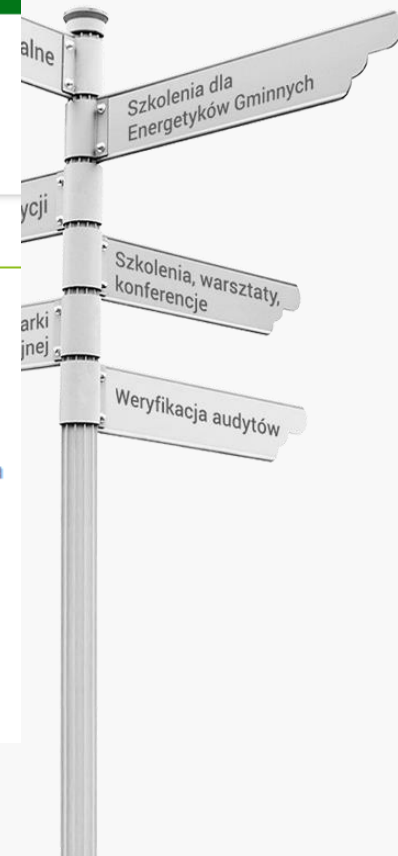 alne
Szkolenia dla
Energetyków Gminnych
ycji
Szkolenia, warsztaty,
konferencje
arki
jnej
Weryfikacja audytów